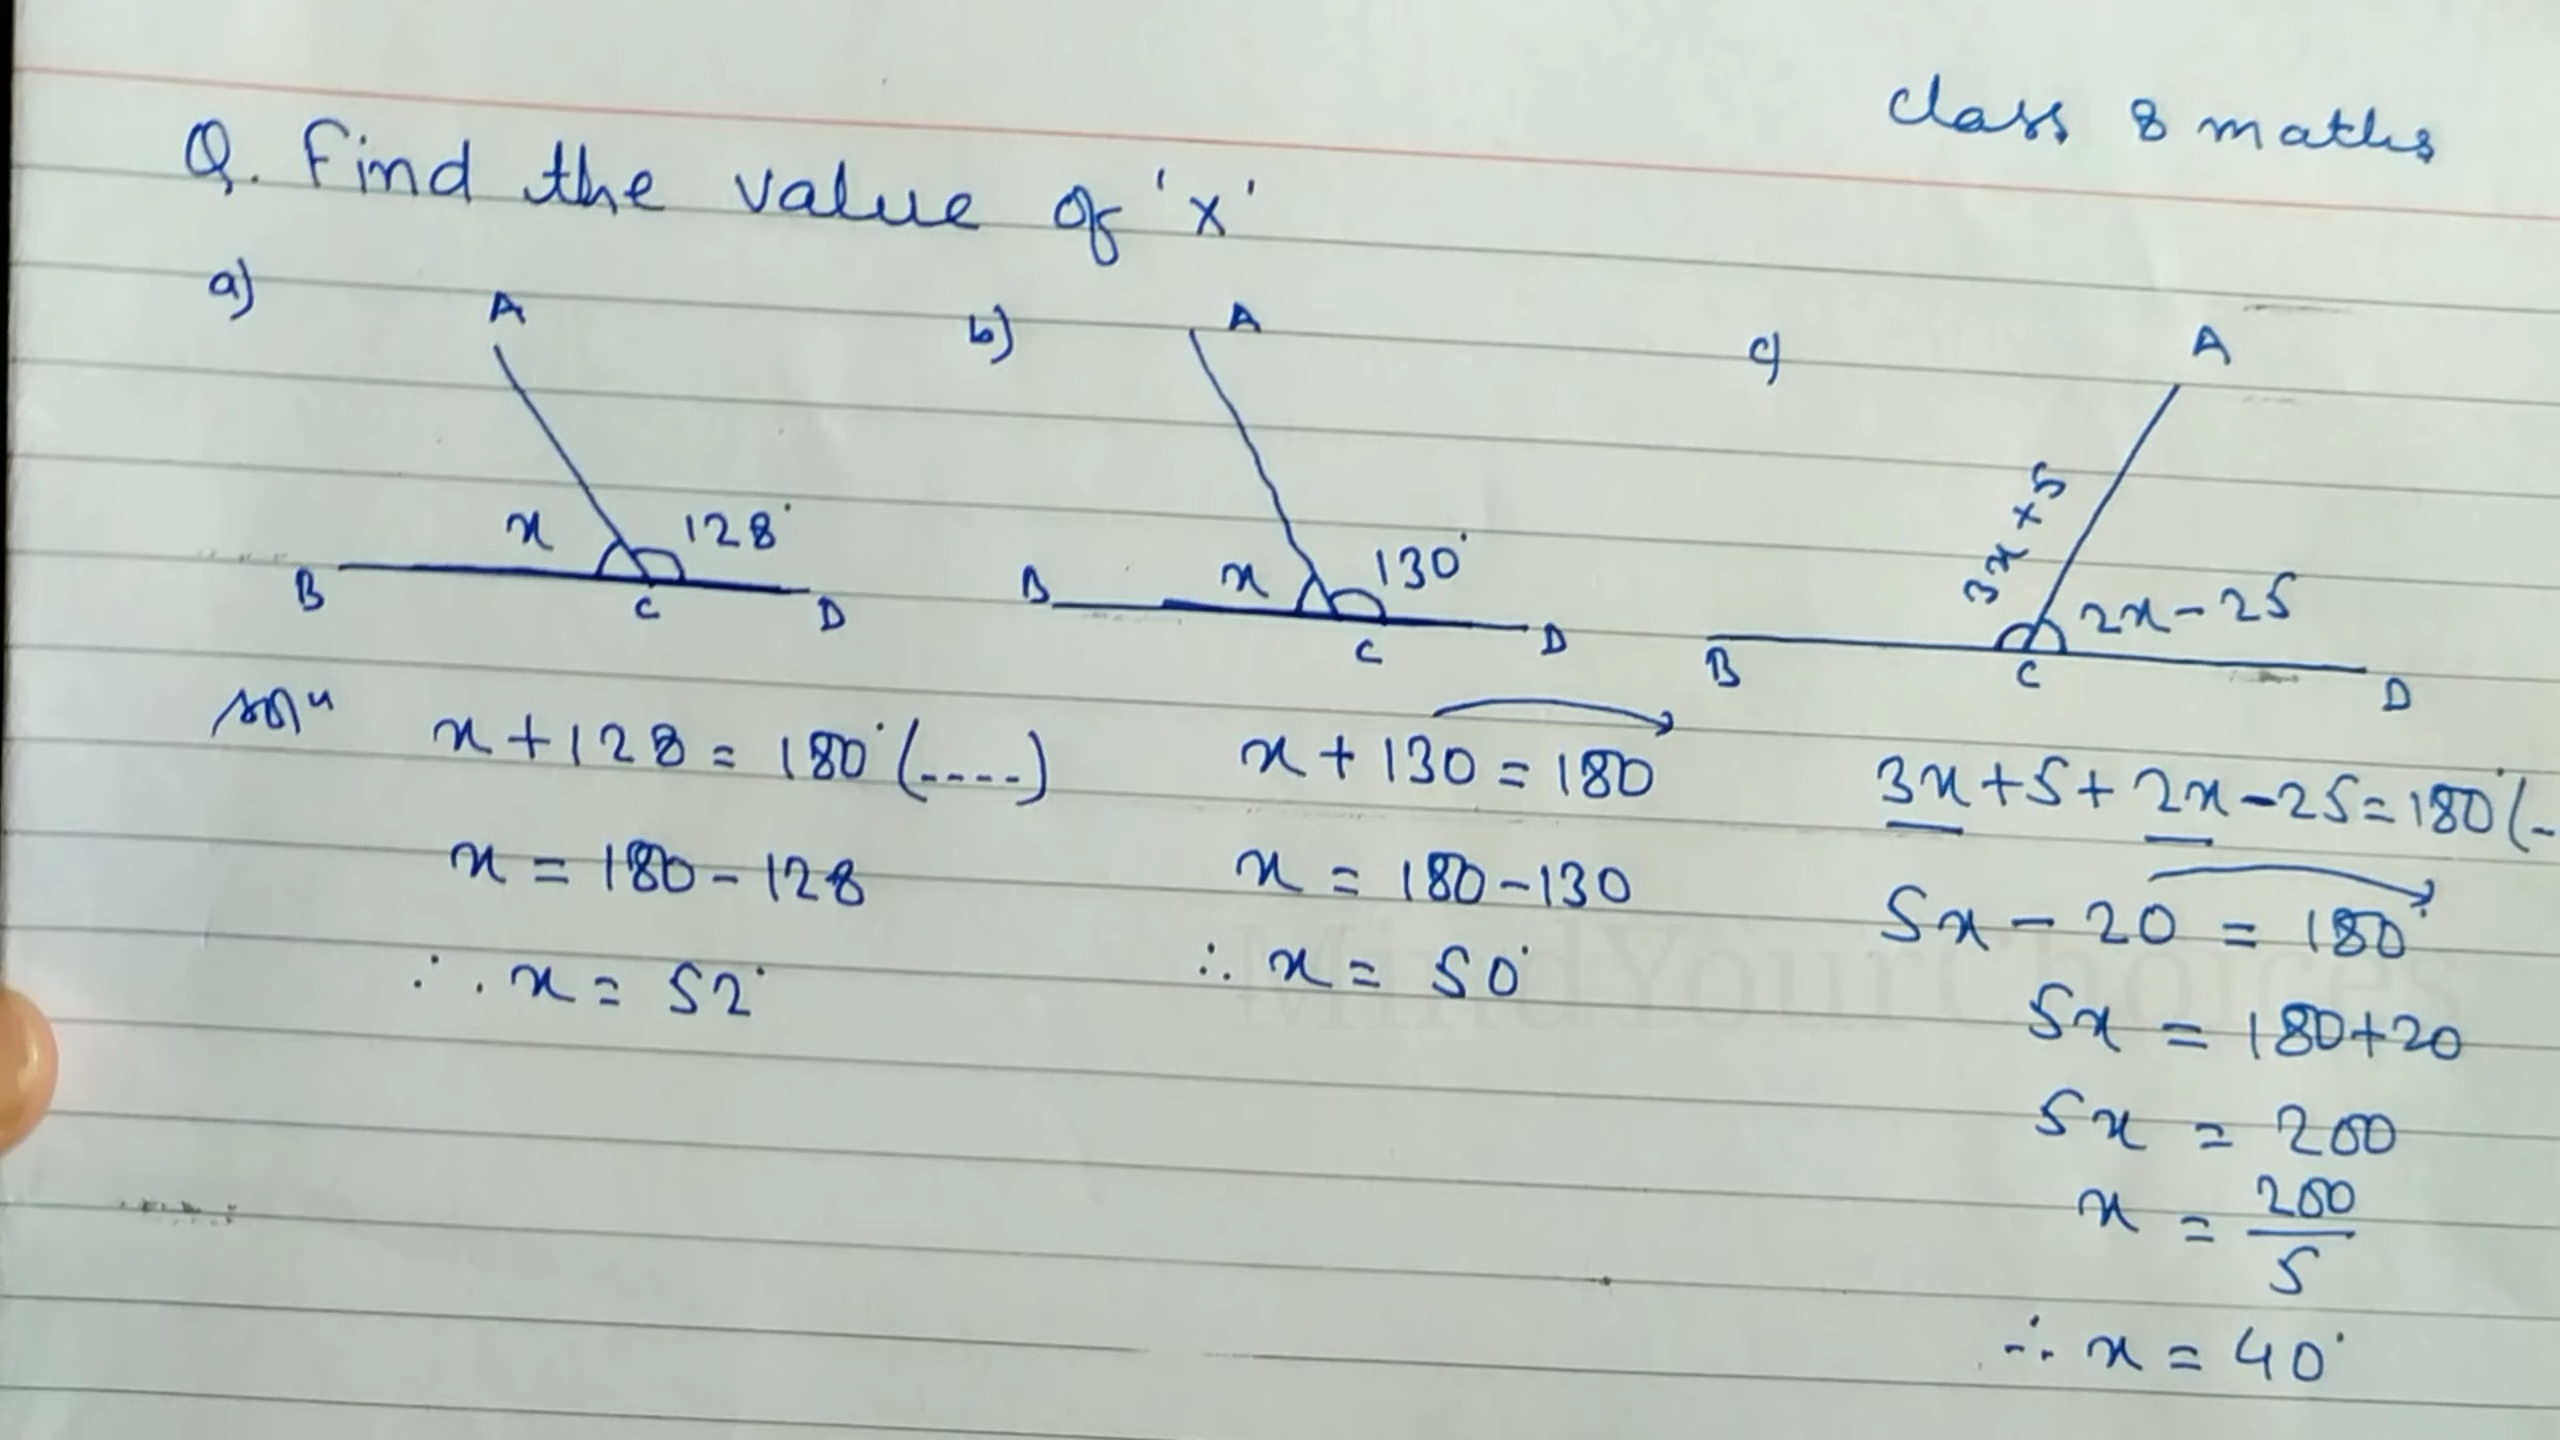 class 8 maths
Q. Find the value of 'x'
a)
A
x
128°
B
C
D
b)
A
x
130°
B
C
D
c)
A
3x + 5
2x - 25
B
C
D
solⁿ
x + 128 = 180° (....)
x = 180 - 128
∴ x = 52°
x + 130 = 180
x = 180 - 130
∴ x = 50°
3x + 5 + 2x - 25 = 180° (-
5x - 20 = 180°
5x = 180 + 20
5x = 200
x = 200/5
∴ x = 40°
MindYourChoices